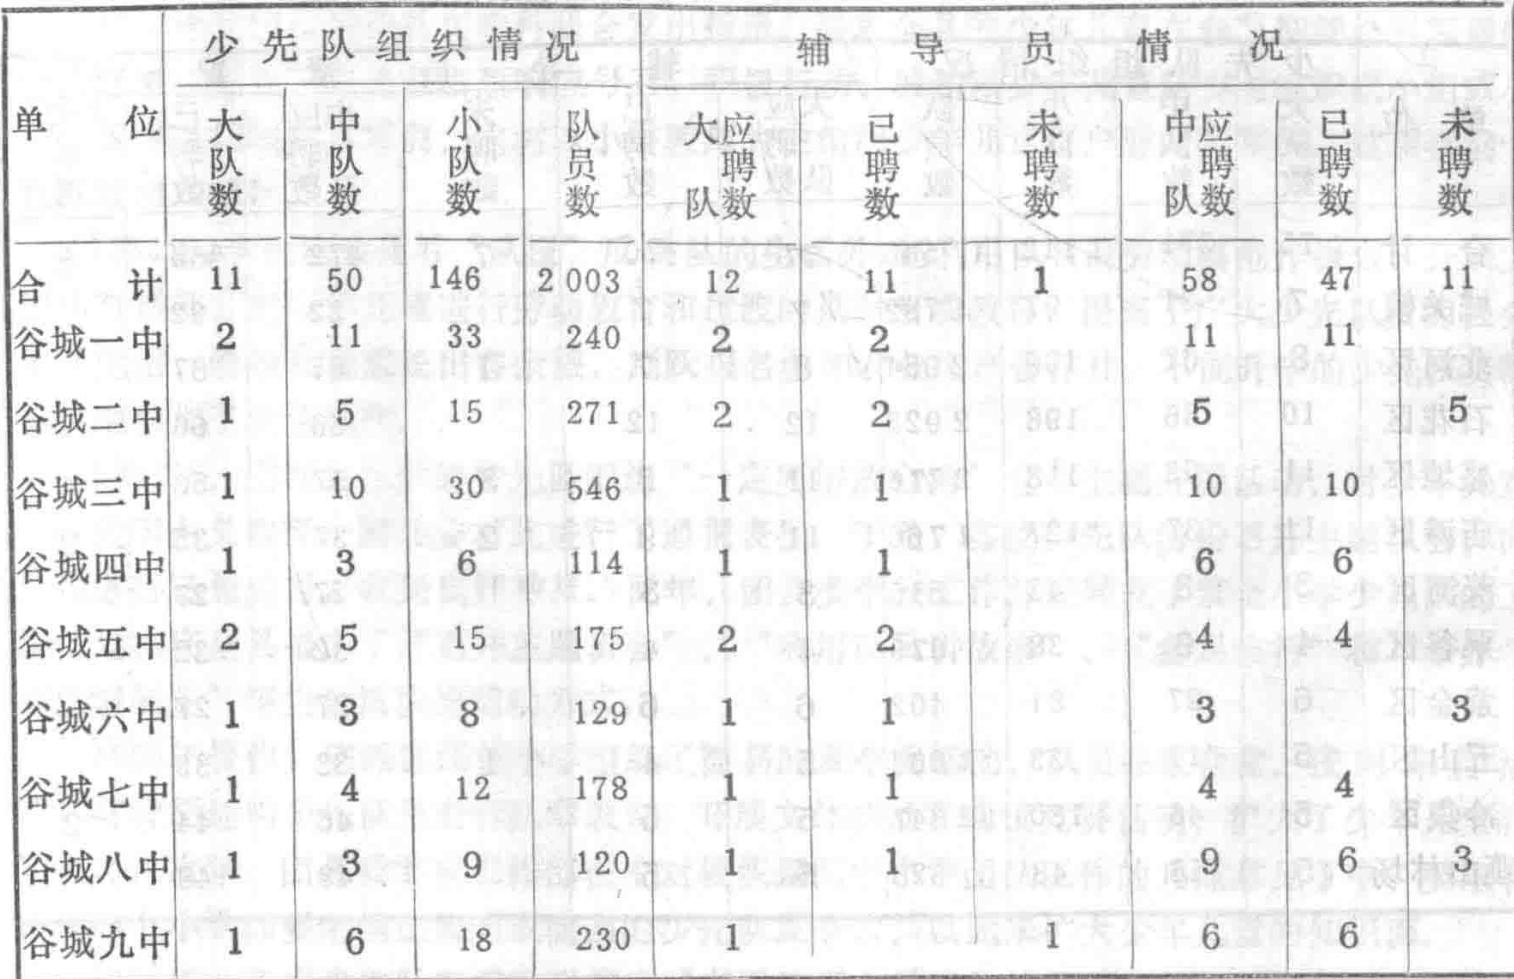 少先队组织情况 辅导员情况
单位 大队数 中队数 小队数 队员数 大队应聘数 已聘数 未聘数 中队应聘数 已聘数 未聘数
合计 11 50 146 2 003 12 11 1 58 47 11
谷城一中 2 11 33 240 2 2 11 11
谷城二中 1 5 15 271 2 2 5 5
谷城三中 1 10 30 546 1 1 10 10
谷城四中 1 3 6 114 1 1 6 6
谷城五中 2 5 15 175 2 2 4 4
谷城六中 1 3 8 129 1 1 3 3
谷城七中 1 4 12 178 1 1 4 4
谷城八中 1 3 9 120 1 1 9 6 3
谷城九中 1 6 18 230 1 1 6 6